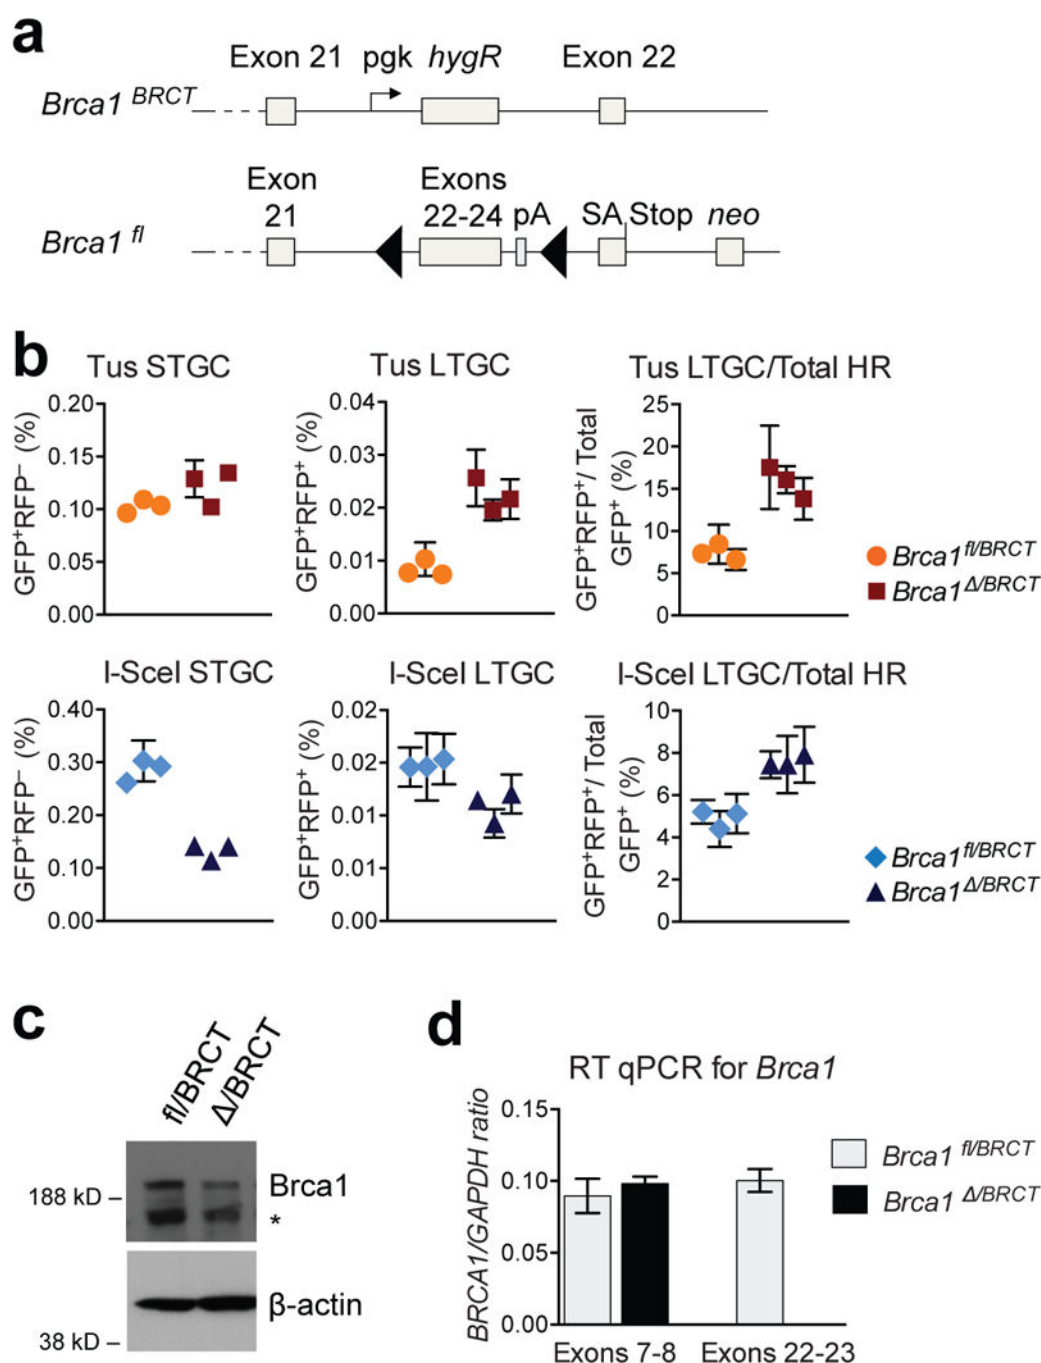 a
Exon 21 pgk hygR Exon 22
Brca1 BRCT
Exon 21 Exons 22-24 pA SA Stop neo
Brca1 fl
b
Tus STGC
GFP+RFP– (%)
0.20
0.15
0.10
0.05
0.00
Tus LTGC
GFP+RFP+ (%)
0.04
0.03
0.02
0.01
0.00
Tus LTGC/Total HR
GFP+RFP+/ Total
GFP+ (%)
25
20
15
10
5
0
Brca1 fl/BRCT
Brca1 Δ/BRCT
I-SceI STGC
GFP+RFP– (%)
0.40
0.30
0.20
0.10
0.00
I-SceI LTGC
GFP+RFP+ (%)
0.02
0.02
0.01
0.01
0.00
I-SceI LTGC/Total HR
GFP+RFP+/ Total
GFP+ (%)
10
8
6
4
2
0
Brca1 fl/BRCT
Brca1 Δ/BRCT
c
fl/BRCT
Δ/BRCT
188 kD –
Brca1
*
β-actin
38 kD –
d
RT qPCR for Brca1
BRCA1/GAPDH ratio
0.15
0.10
0.05
0.00
Exons 7-8 Exons 22-23
Brca1 fl/BRCT
Brca1 Δ/BRCT